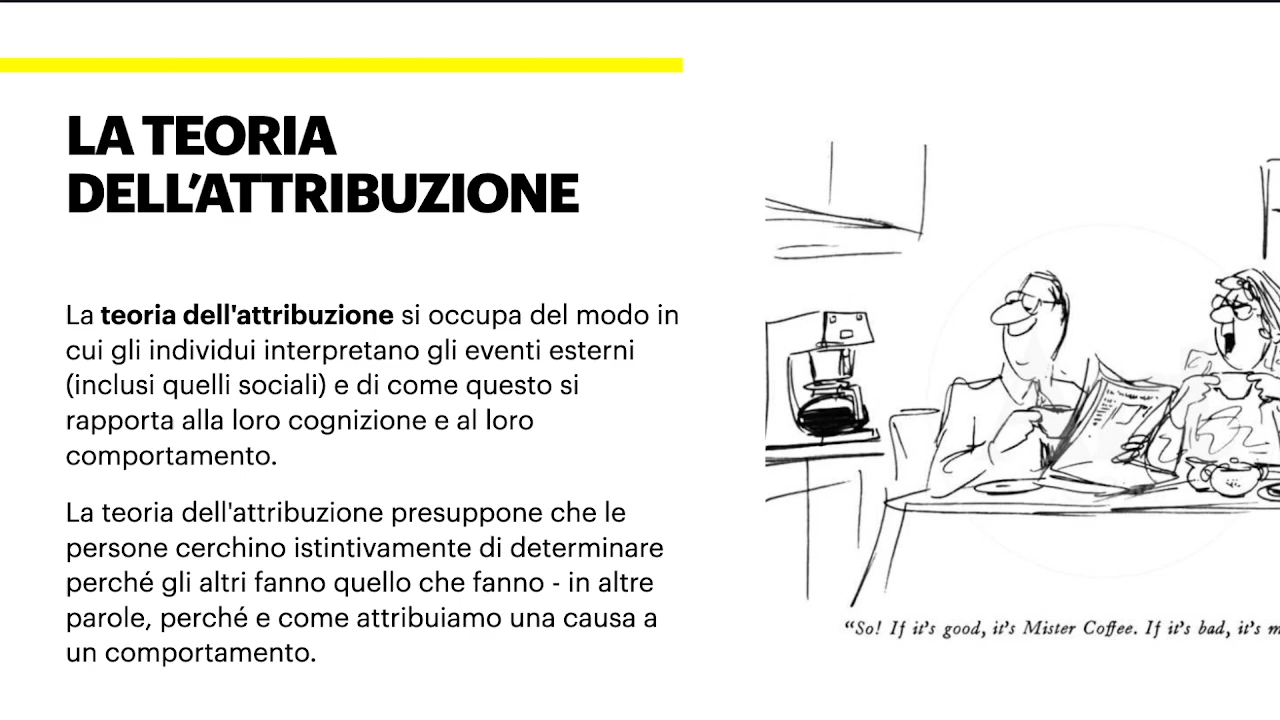 LA TEORIA
DELL’ATTRIBUZIONE
La teoria dell'attribuzione si occupa del modo in
cui gli individui interpretano gli eventi esterni
(inclusi quelli sociali) e di come questo si
rapporta alla loro cognizione e al loro
comportamento.
La teoria dell'attribuzione presuppone che le
persone cerchino istintivamente di determinare
perché gli altri fanno quello che fanno - in altre
parole, perché e come attribuiamo una causa a
un comportamento.
“So! If it’s good, it’s Mister Coffee. If it’s bad, it’s